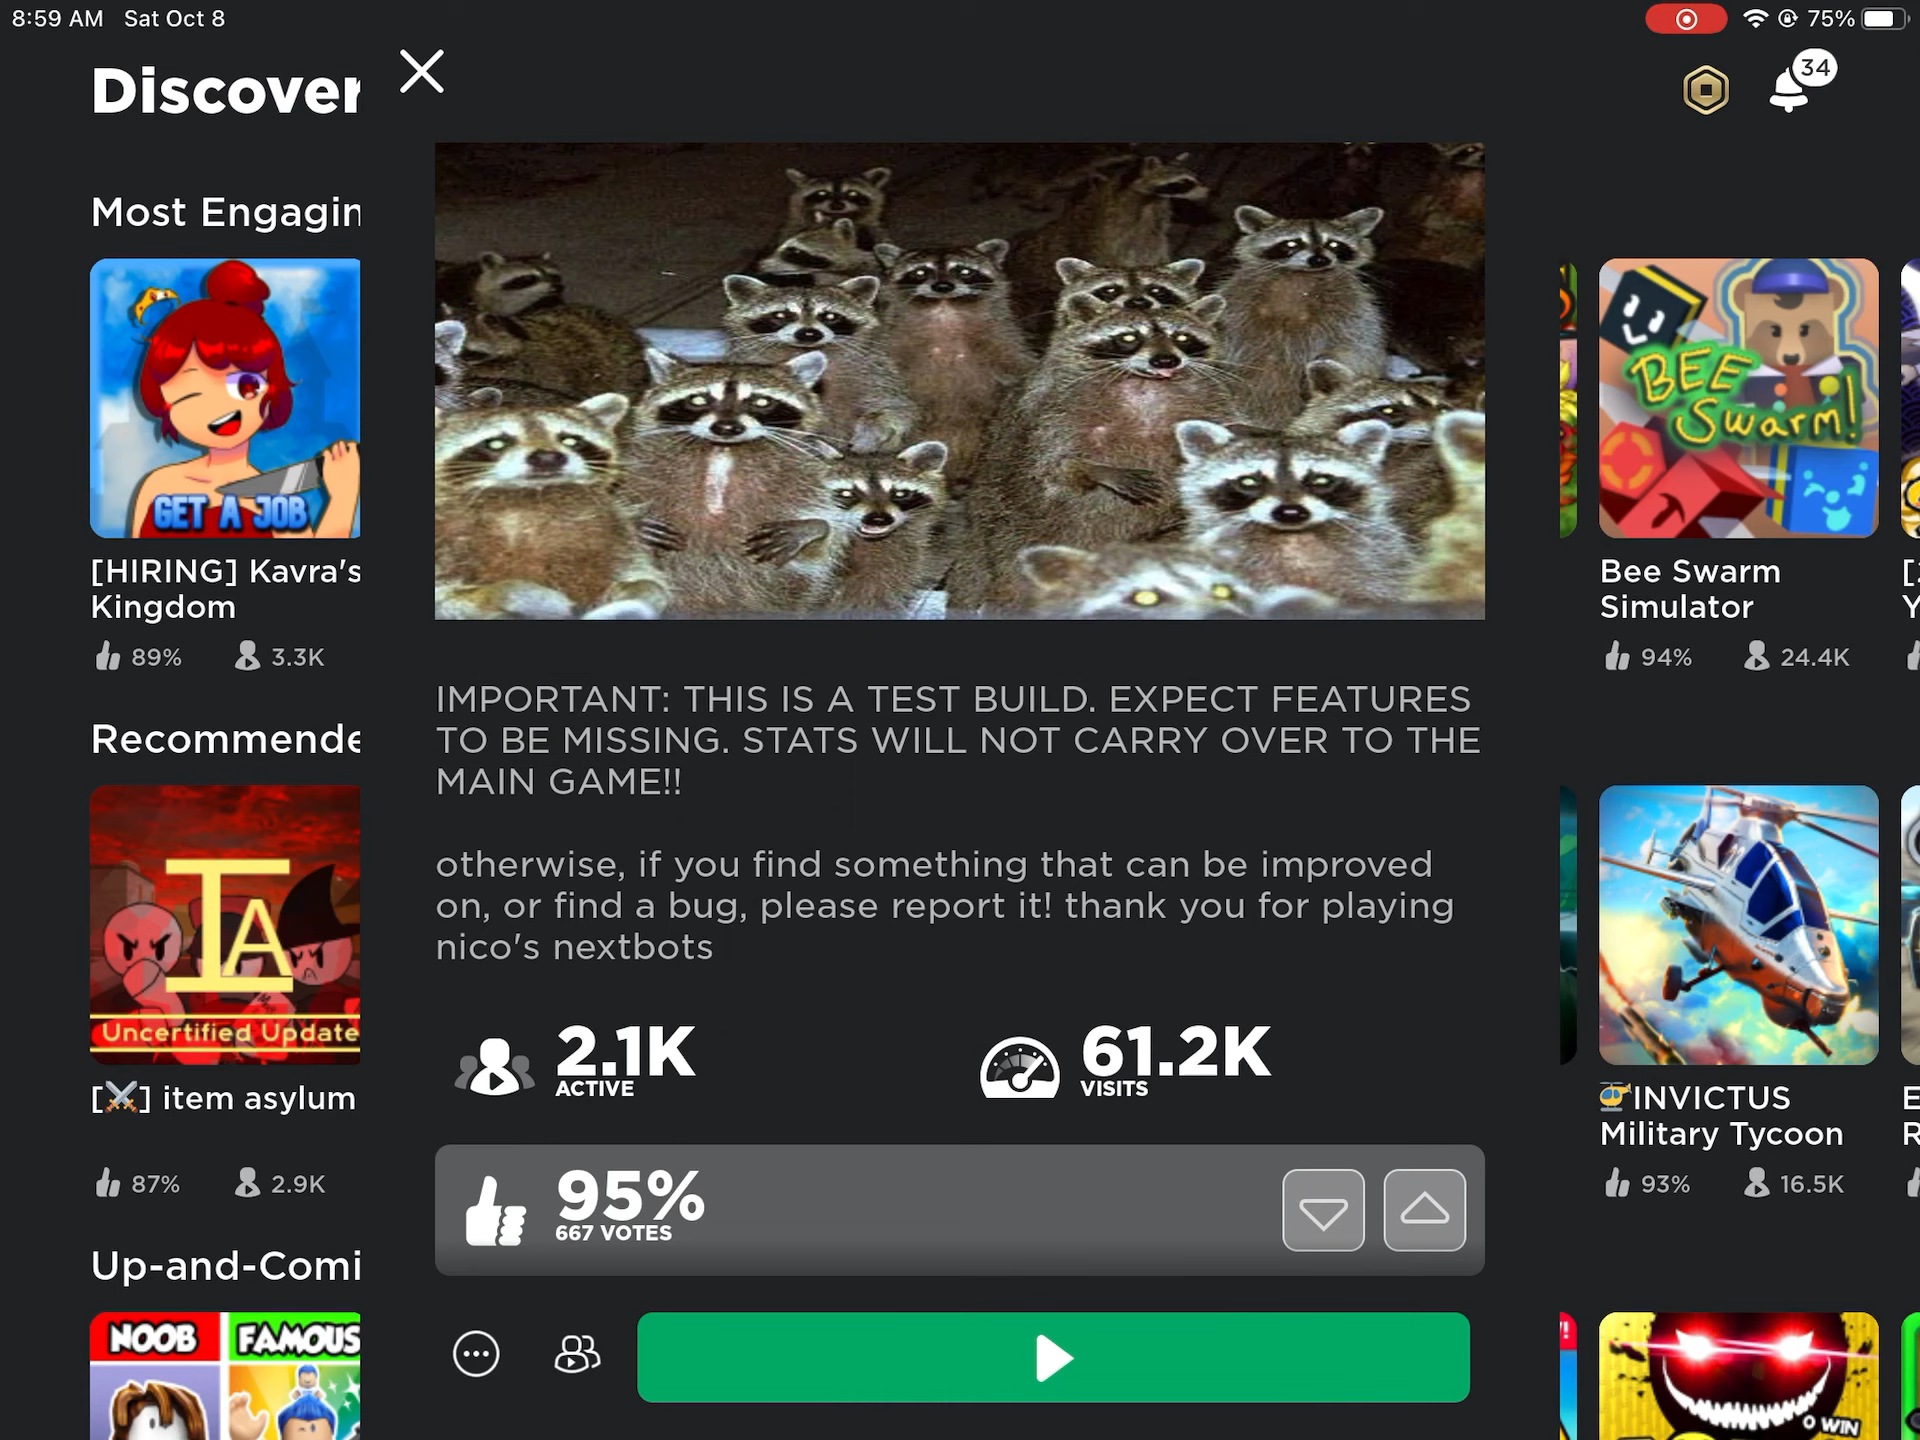 8:59 AM Sat Oct 8
75%
Discover
34
Most Engagin
GET A JOB
[HIRING] Kavra's
Kingdom
89% 3.3K
BEE
Swarm!
Bee Swarm
Simulator
94% 24.4K
IMPORTANT: THIS IS A TEST BUILD. EXPECT FEATURES
TO BE MISSING. STATS WILL NOT CARRY OVER TO THE
MAIN GAME!!
otherwise, if you find something that can be improved
on, or find a bug, please report it! thank you for playing
nico's nextbots
2.1K
ACTIVE
61.2K
VISITS
95%
667 VOTES
Recommende
IA
Uncertified Update
[⚔️] item asylum
87% 2.9K
🚁INVICTUS
Military Tycoon
93% 16.5K
Up-and-Comi
NOOB
FAMOUS
0 WIN